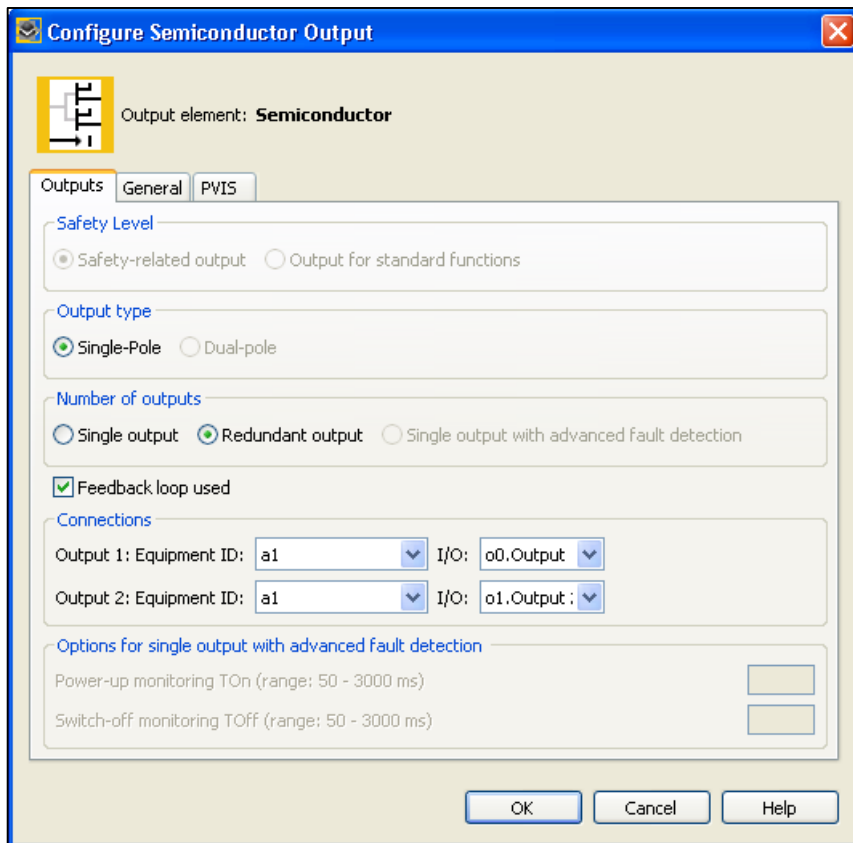 Configure Semiconductor Output
Output element: Semiconductor
Outputs General PVIS
Safety Level
Safety-related output Output for standard functions
Output type
Single-Pole Dual-pole
Number of outputs
Single output Redundant output Single output with advanced fault detection
Feedback loop used
Connections
Output 1: Equipment ID: a1 I/O: o0.Output
Output 2: Equipment ID: a1 I/O: o1.Output 2
Options for single output with advanced fault detection
Power-up monitoring TOn (range: 50 - 3000 ms)
Switch-off monitoring TOff (range: 50 - 3000 ms)
OK Cancel Help